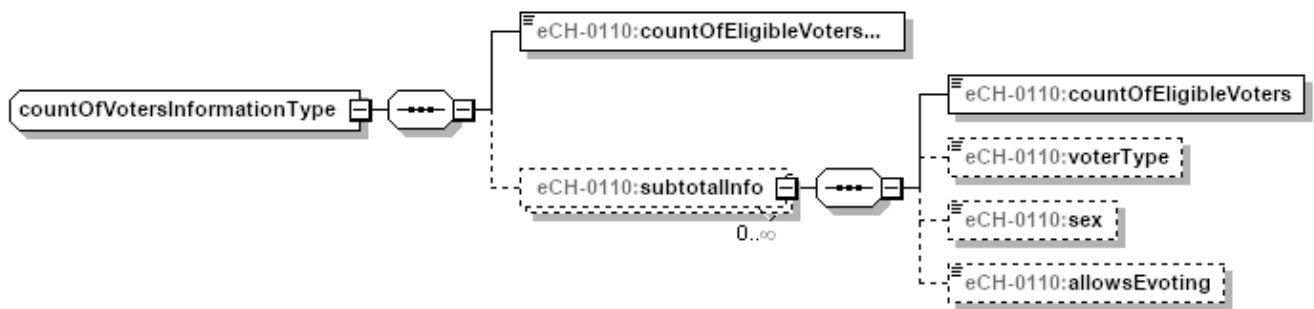 eCH-0110:countOfEligibleVoters...
countOfVotersInformationType
eCH-0110:subtotalInfo
0..∞
eCH-0110:countOfEligibleVoters
eCH-0110:voterType
eCH-0110:sex
eCH-0110:allowsEvoting